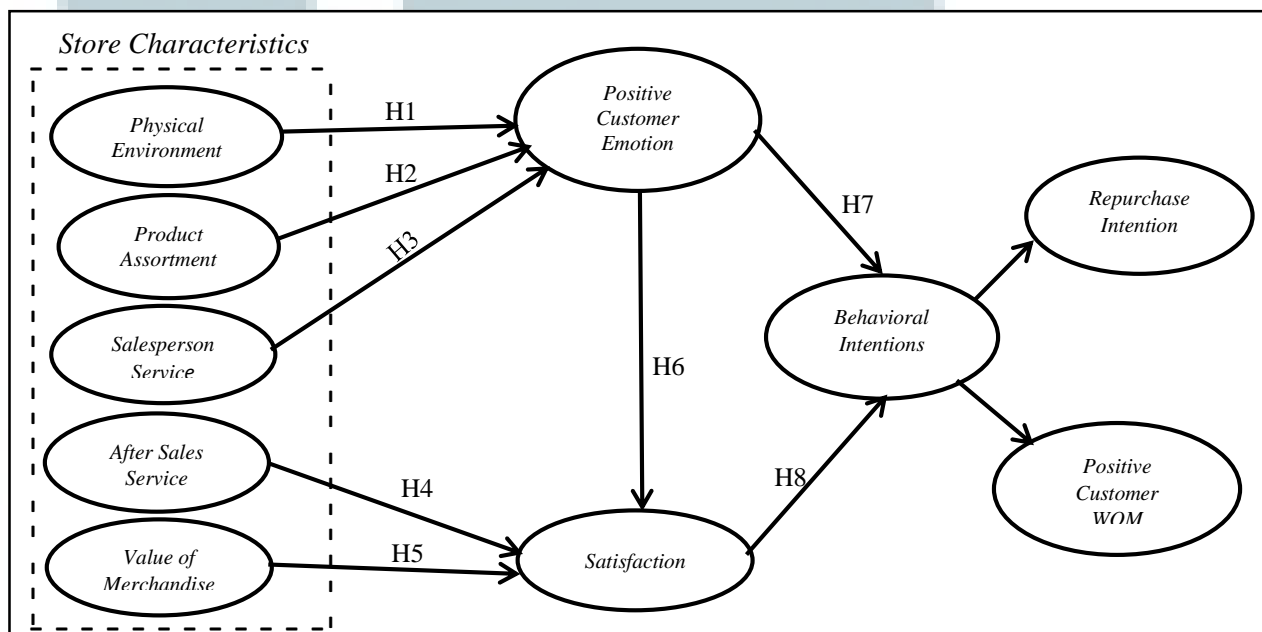 Store Characteristics
Physical
Environment
H1
Product
Assortment
H2
Salesperson
Service
H3
After Sales
Service
H4
Value of
Merchandise
H5
Positive
Customer
Emotion
H6
Satisfaction
H7
H8
Behavioral
Intentions
Repurchase
Intention
Positive
Customer
WOM